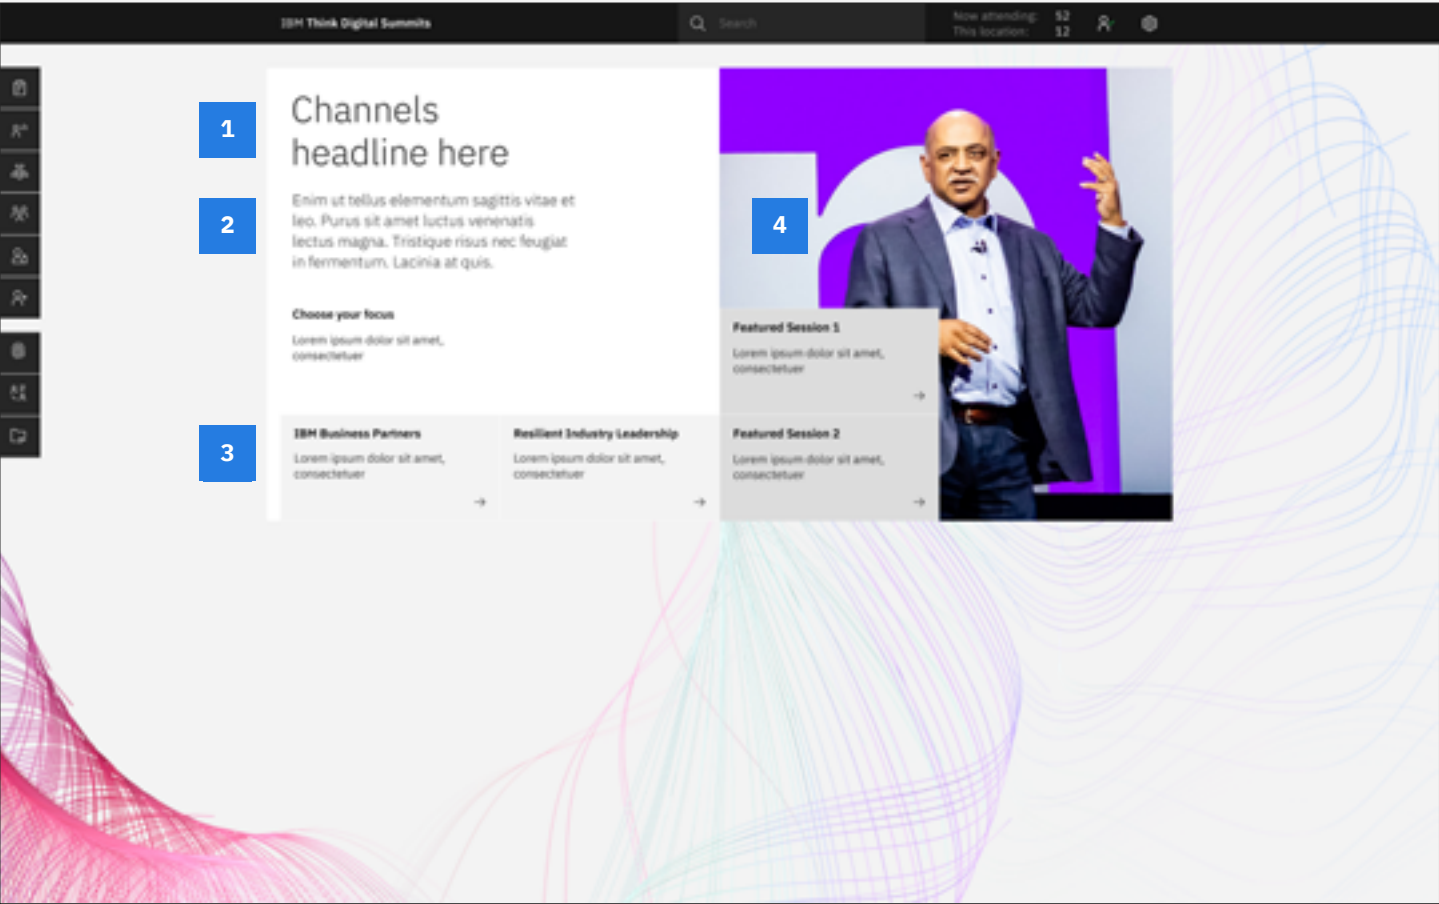 IBM Think Digital Summits
Search
Now attending: 52
This location: 12
1
Channels
headline here
2
Enim ut tellus elementum sagittis vitae et
leo. Purus sit amet luctus venenatis
lectus magna. Tristique risus nec feugiat
in fermentum. Lacinia at quis.
Choose your focus
Lorem ipsum dolor sit amet,
consectetuer
3
IBM Business Partners
Lorem ipsum dolor sit amet,
consectetuer
Resilient Industry Leadership
Lorem ipsum dolor sit amet,
consectetuer
4
Featured Session 1
Lorem ipsum dolor sit amet,
consectetuer
Featured Session 2
Lorem ipsum dolor sit amet,
consectetuer